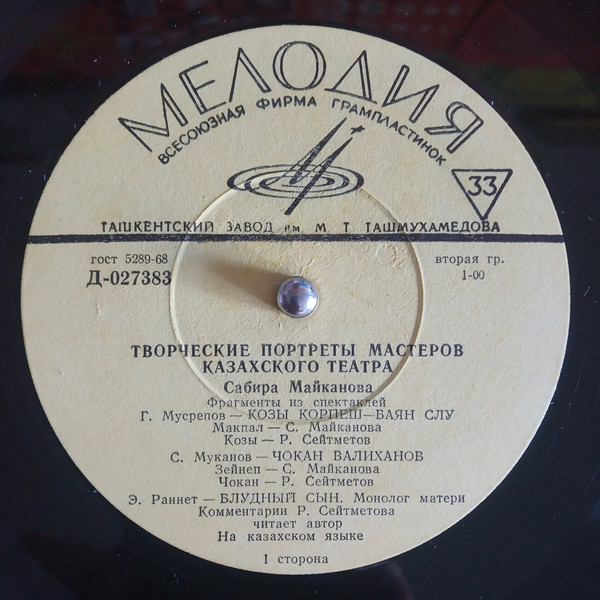 МЕЛОДИЯ
ВСЕСОЮЗНАЯ ФИРМА ГРАМПЛАСТИНОК
33
ТАШКЕНТСКИЙ ЗАВОД им. М. Т. ТАШМУХАМЕДОВА
гост 5289-68
вторая гр.
Д-027383
1-00
ТВОРЧЕСКИЕ ПОРТРЕТЫ МАСТЕРОВ
КАЗАХСКОГО ТЕАТРА
Сабира Майканова
Фрагменты из спектаклей
Г. Мусрепов — КОЗЫ КОРПЕШ—БАЯН СЛУ
Макпал — С. Майканова
Козы — Р. Сейтметов
С. Муканов — ЧОКАН ВАЛИХАНОВ
Зейнеп — С. Майканова
Чокан — Р. Сейтметов
Э. Раннет — БЛУДНЫЙ СЫН. Монолог матери
Комментарии Р. Сейтметова
читает автор
На казахском языке
1 сторона